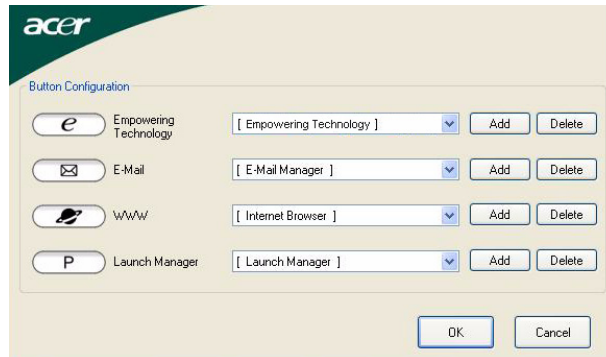 acer
Button Configuration
e Empowering Technology [ Empowering Technology ] Add Delete
E-Mail [ E-Mail Manager ] Add Delete
WWW [ Internet Browser ] Add Delete
P Launch Manager [ Launch Manager ] Add Delete
OK Cancel